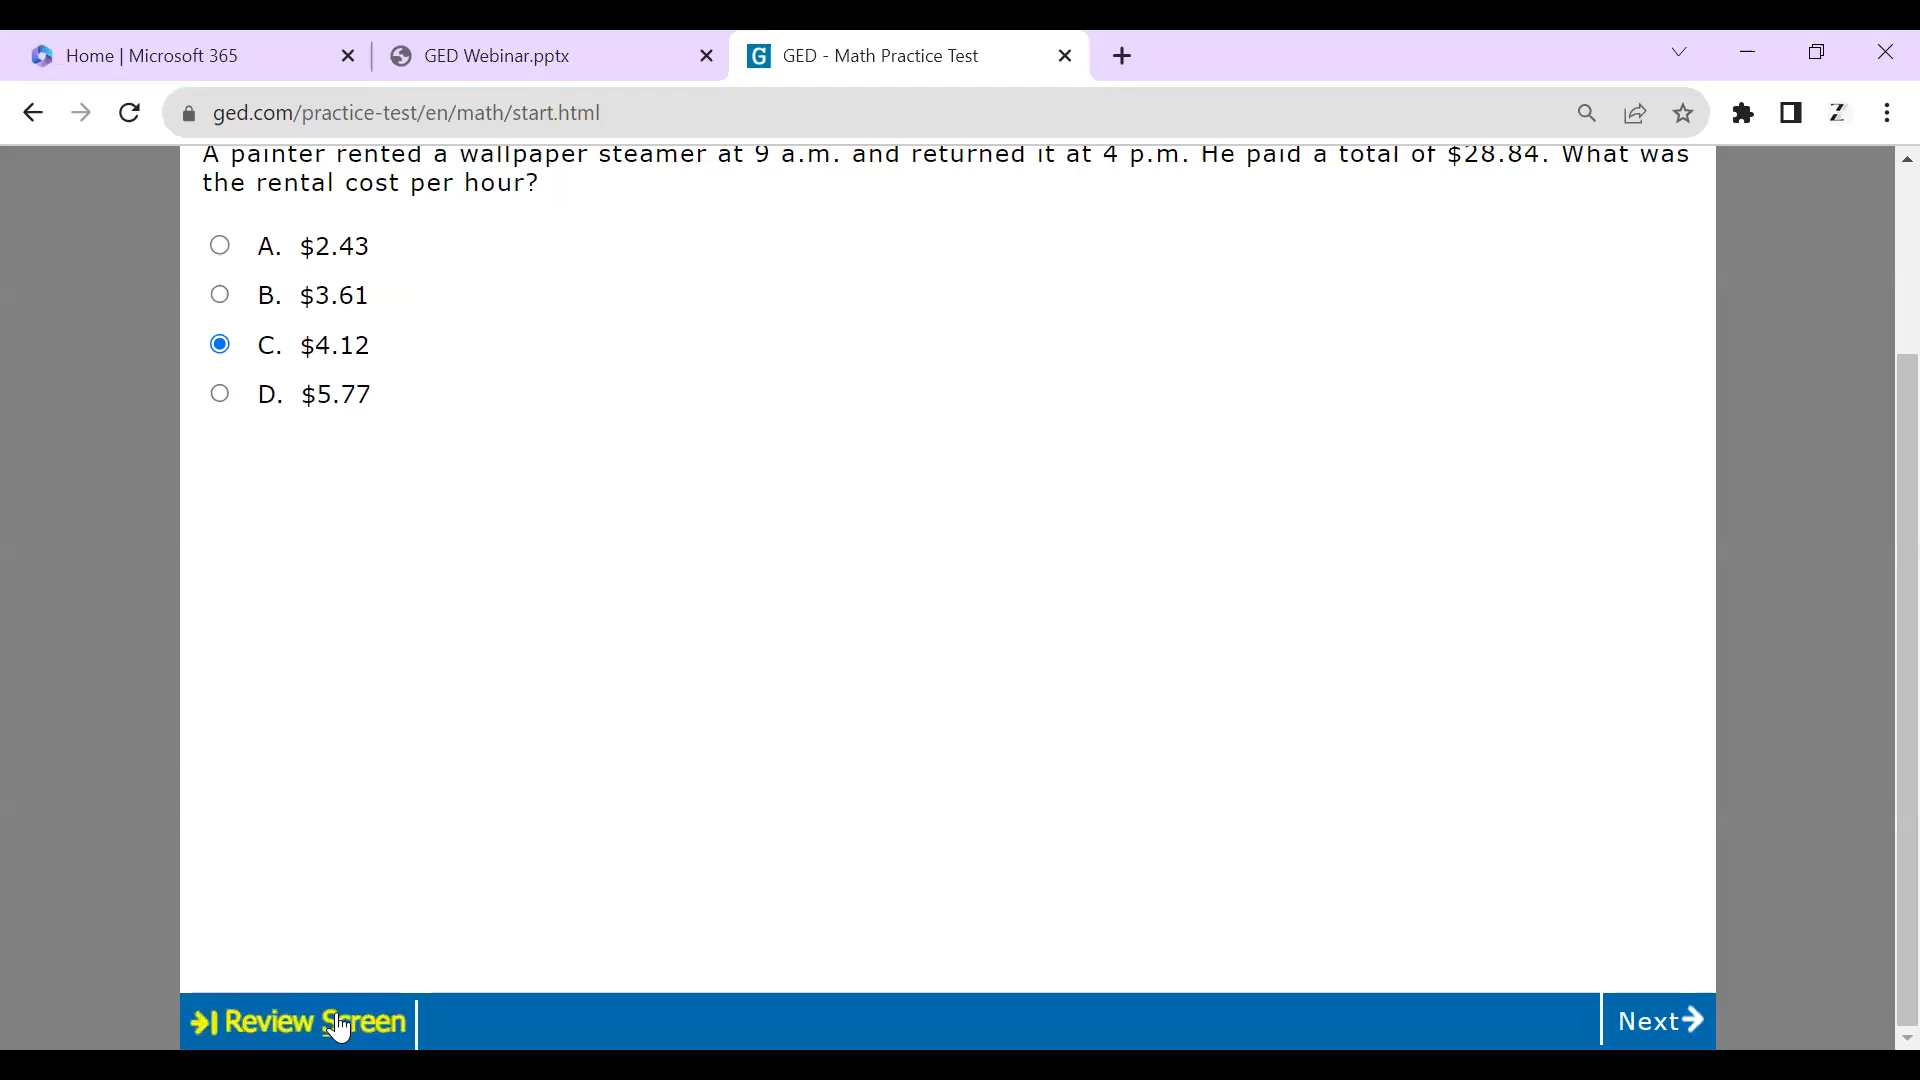 Home | Microsoft 365
GED Webinar.pptx
GED - Math Practice Test
ged.com/practice-test/en/math/start.html
A painter rented a wallpaper steamer at 9 a.m. and returned it at 4 p.m. He paid a total of $28.84. What was
the rental cost per hour?
A. $2.43
B. $3.61
C. $4.12
D. $5.77
Review Screen
Next